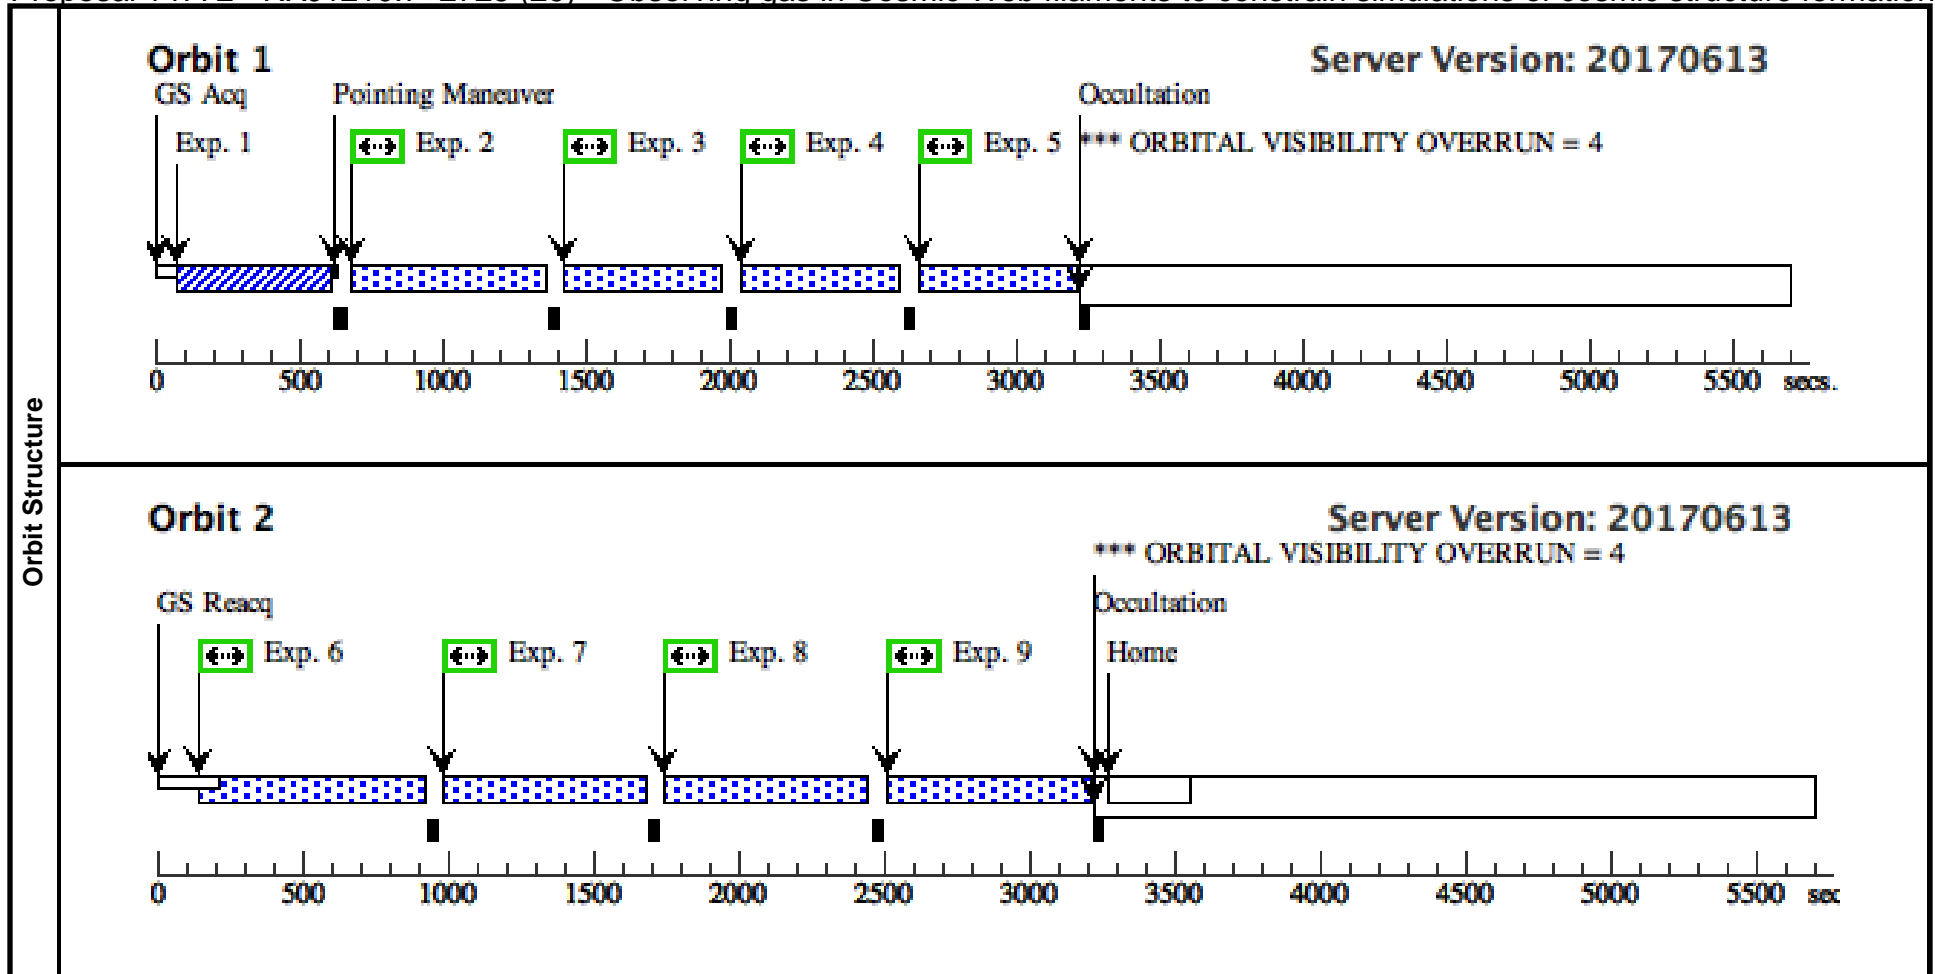 Orbit Structure
Orbit 1
Server Version: 20170613
GS Acq
Pointing Maneuver
Occultation
Exp. 1
Exp. 2
Exp. 3
Exp. 4
Exp. 5
*** ORBITAL VISIBILITY OVERRUN = 4
0 500 1000 1500 2000 2500 3000 3500 4000 4500 5000 5500 secs.
Orbit 2
Server Version: 20170613
*** ORBITAL VISIBILITY OVERRUN = 4
GS Reacq
Occultation
Exp. 6
Exp. 7
Exp. 8
Exp. 9
Home
0 500 1000 1500 2000 2500 3000 3500 4000 4500 5000 5500 sec